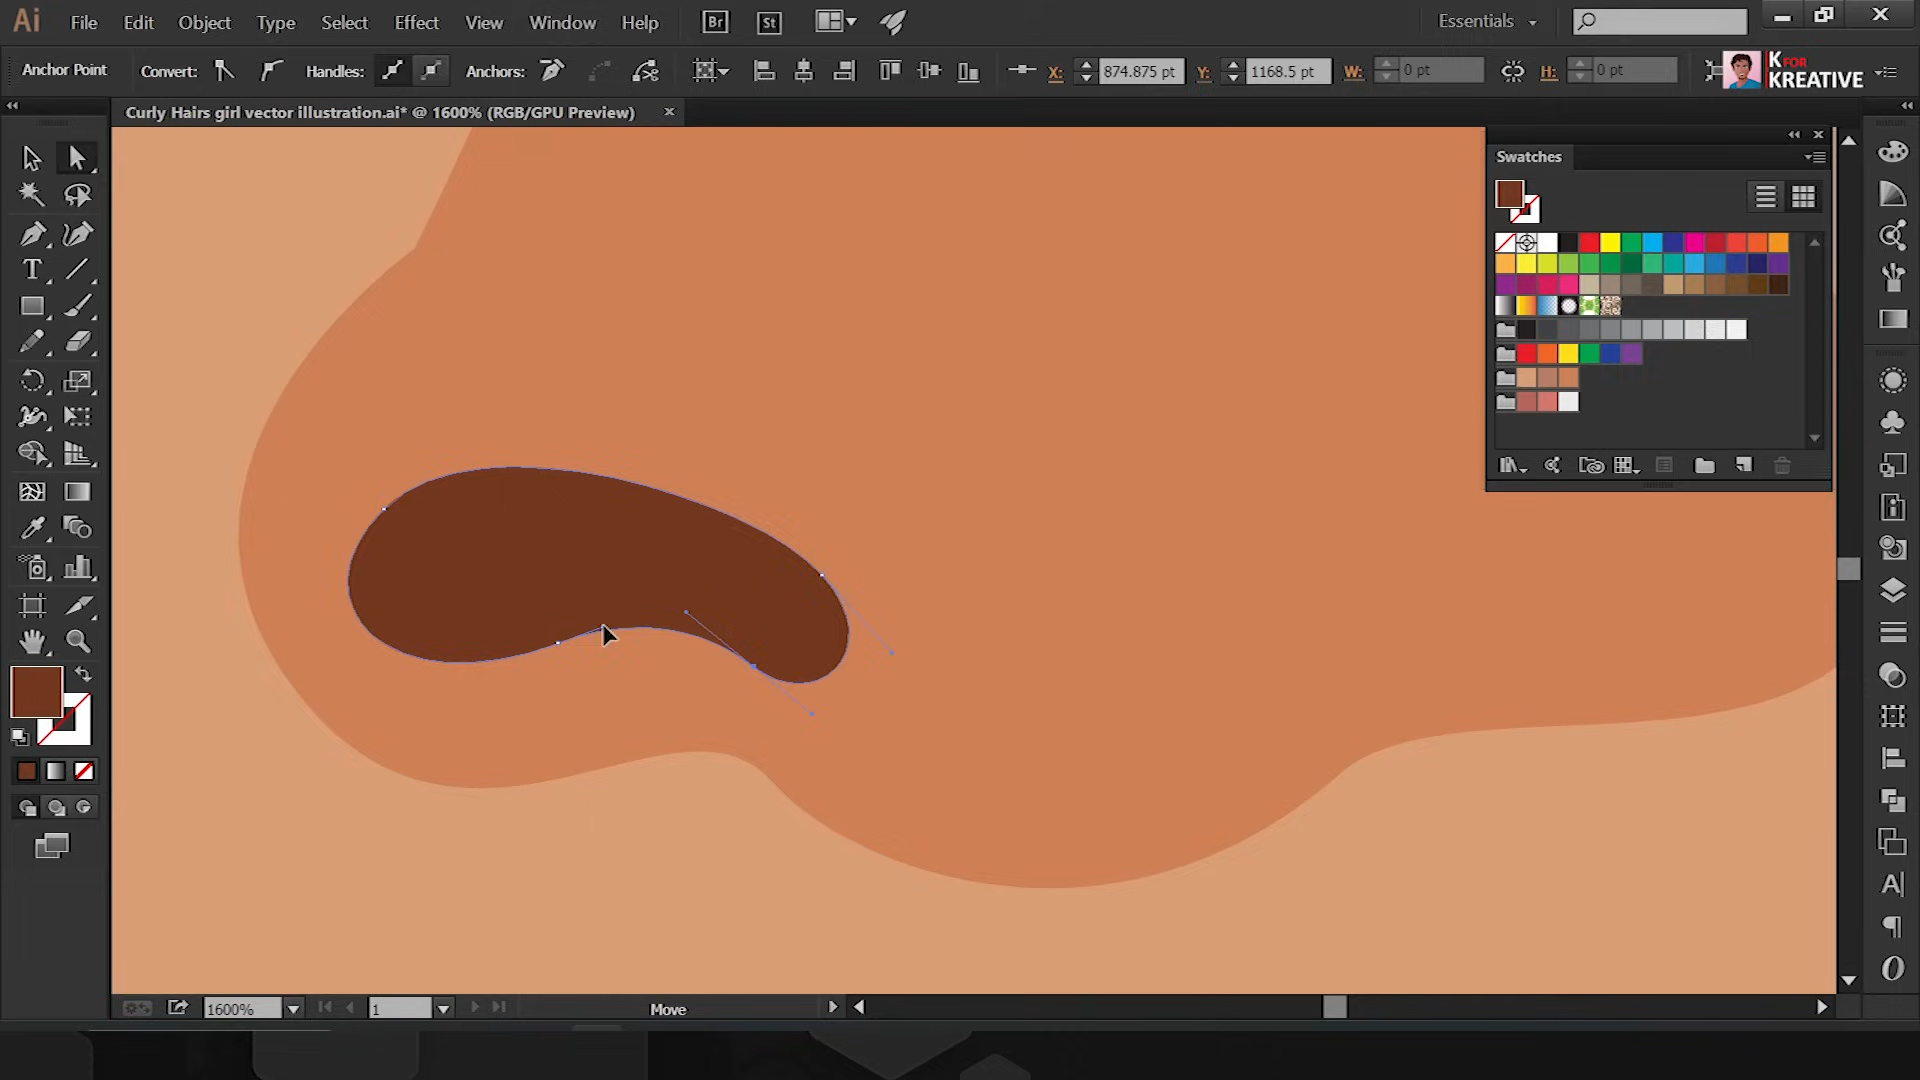 Ai File Edit Object Type Select Effect View Window Help Br St Essentials
Anchor Point Convert: Handles: Anchors: X: 874.875 pt Y: 1168.5 pt W: 0 pt H: 0 pt K FOR KREATIVE
Curly Hairs girl vector illustration.ai* @ 1600% (RGB/GPU Preview)
Swatches
1600% 1 Move